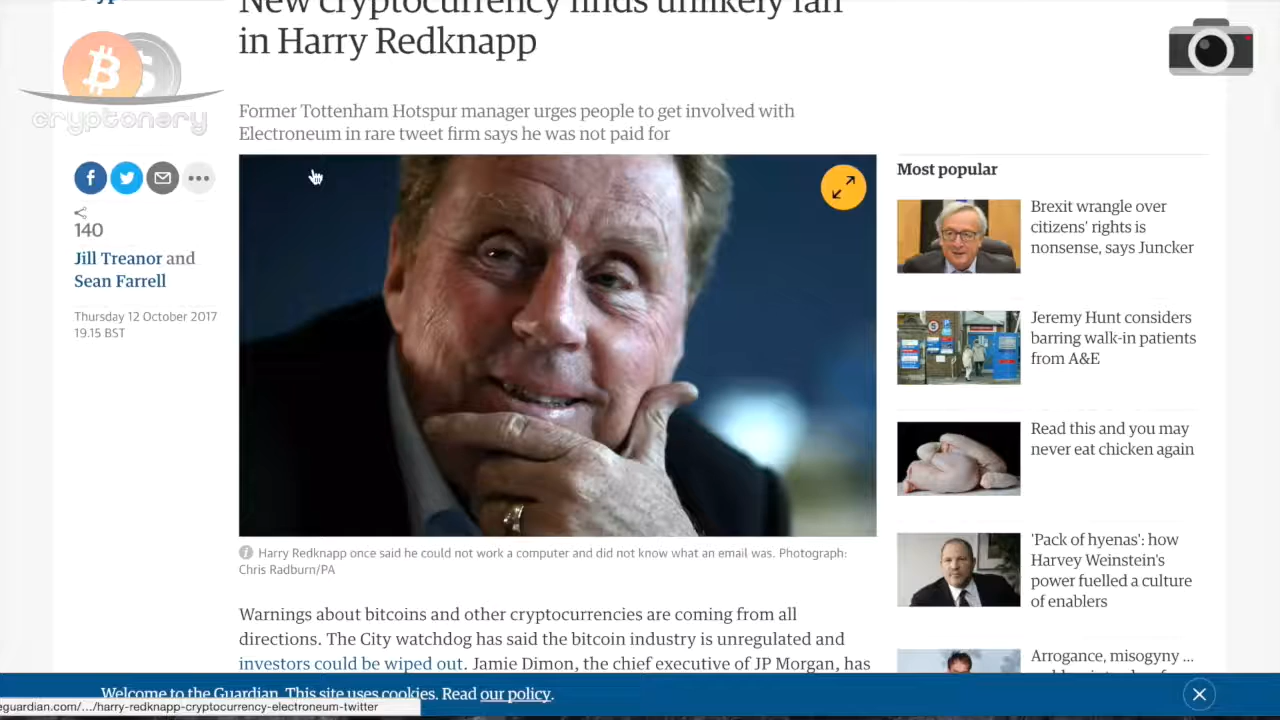 New cryptocurrency finds unlikely fan
in Harry Redknapp
cryptonary
Former Tottenham Hotspur manager urges people to get involved with
Electroneum in rare tweet firm says he was not paid for
140
Jill Treanor and
Sean Farrell
Thursday 12 October 2017
19.15 BST
Harry Redknapp once said he could not work a computer and did not know what an email was. Photograph:
Chris Radburn/PA
Warnings about bitcoins and other cryptocurrencies are coming from all
directions. The City watchdog has said the bitcoin industry is unregulated and
investors could be wiped out. Jamie Dimon, the chief executive of JP Morgan, has
Most popular
Brexit wrangle over
citizens' rights is
nonsense, says Juncker
Jeremy Hunt considers
barring walk-in patients
from A&E
Read this and you may
never eat chicken again
'Pack of hyenas': how
Harvey Weinstein's
power fuelled a culture
of enablers
Arrogance, misogyny ...
Welcome to the Guardian. This site uses cookies. Read our policy.
eguardian.com/.../harry-redknapp-cryptocurrency-electroneum-twitter